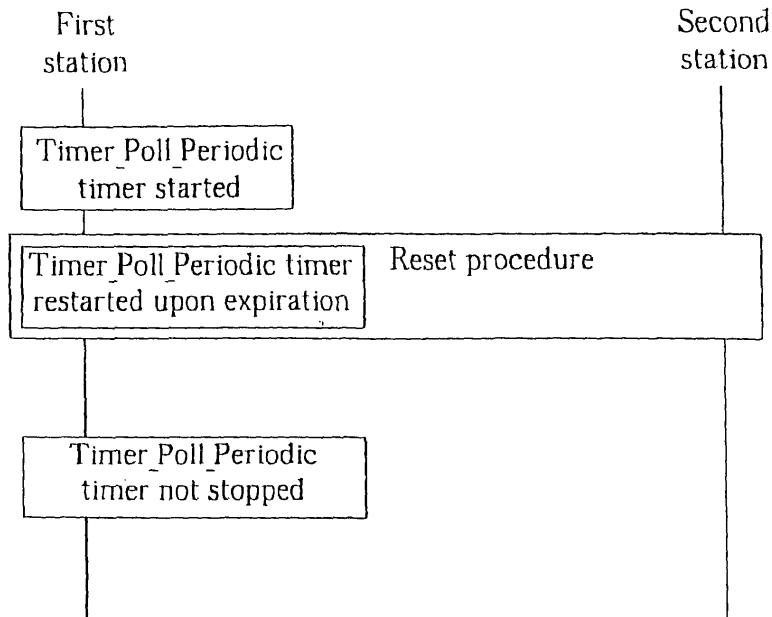 First
station
Second
station
Timer_Poll_Periodic
timer started
Timer_Poll_Periodic timer
restarted upon expiration
Reset procedure
Timer_Poll_Periodic
timer not stopped